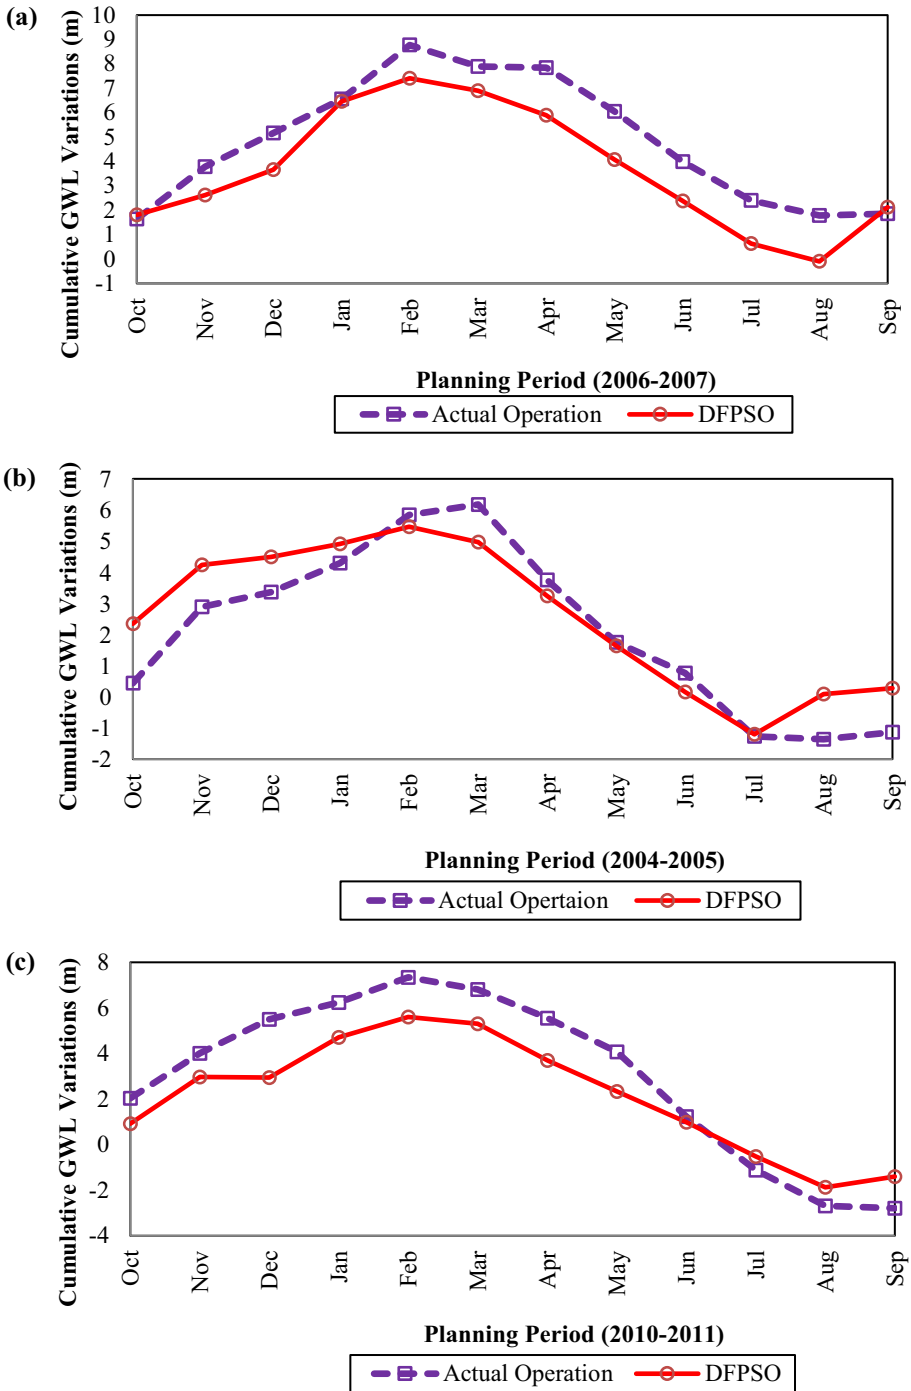 (a)
Cumulative GWL Variations (m)
10
9
8
7
6
5
4
3
2
1
0
-1
Oct
Nov
Dec
Jan
Feb
Mar
Apr
May
Jun
Jul
Aug
Sep
Planning Period (2006-2007)
Actual Operation DFPSO
(b)
Cumulative GWL Variations (m)
7
6
5
4
3
2
1
0
-1
-2
Oct
Nov
Dec
Jan
Feb
Mar
Apr
May
Jun
Jul
Aug
Sep
Planning Period (2004-2005)
Actual Opertaion DFPSO
(c)
Cumulative GWL Variations (m)
8
6
4
2
0
-2
-4
Oct
Nov
Dec
Jan
Feb
Mar
Apr
May
Jun
Jul
Aug
Sep
Planning Period (2010-2011)
Actual Operation DFPSO